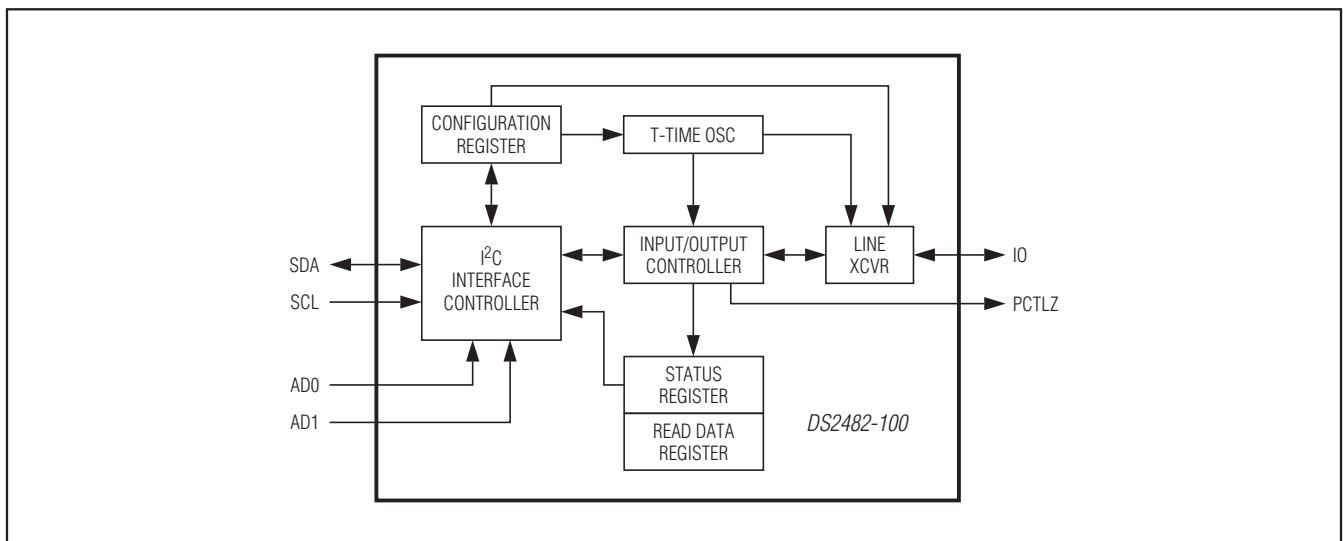 CONFIGURATION
REGISTER
T-TIME OSC
SDA
SCL
AD0
AD1
I²C
INTERFACE
CONTROLLER
INPUT/OUTPUT
CONTROLLER
LINE
XCVR
IO
PCTLZ
STATUS
REGISTER
READ DATA
REGISTER
DS2482-100